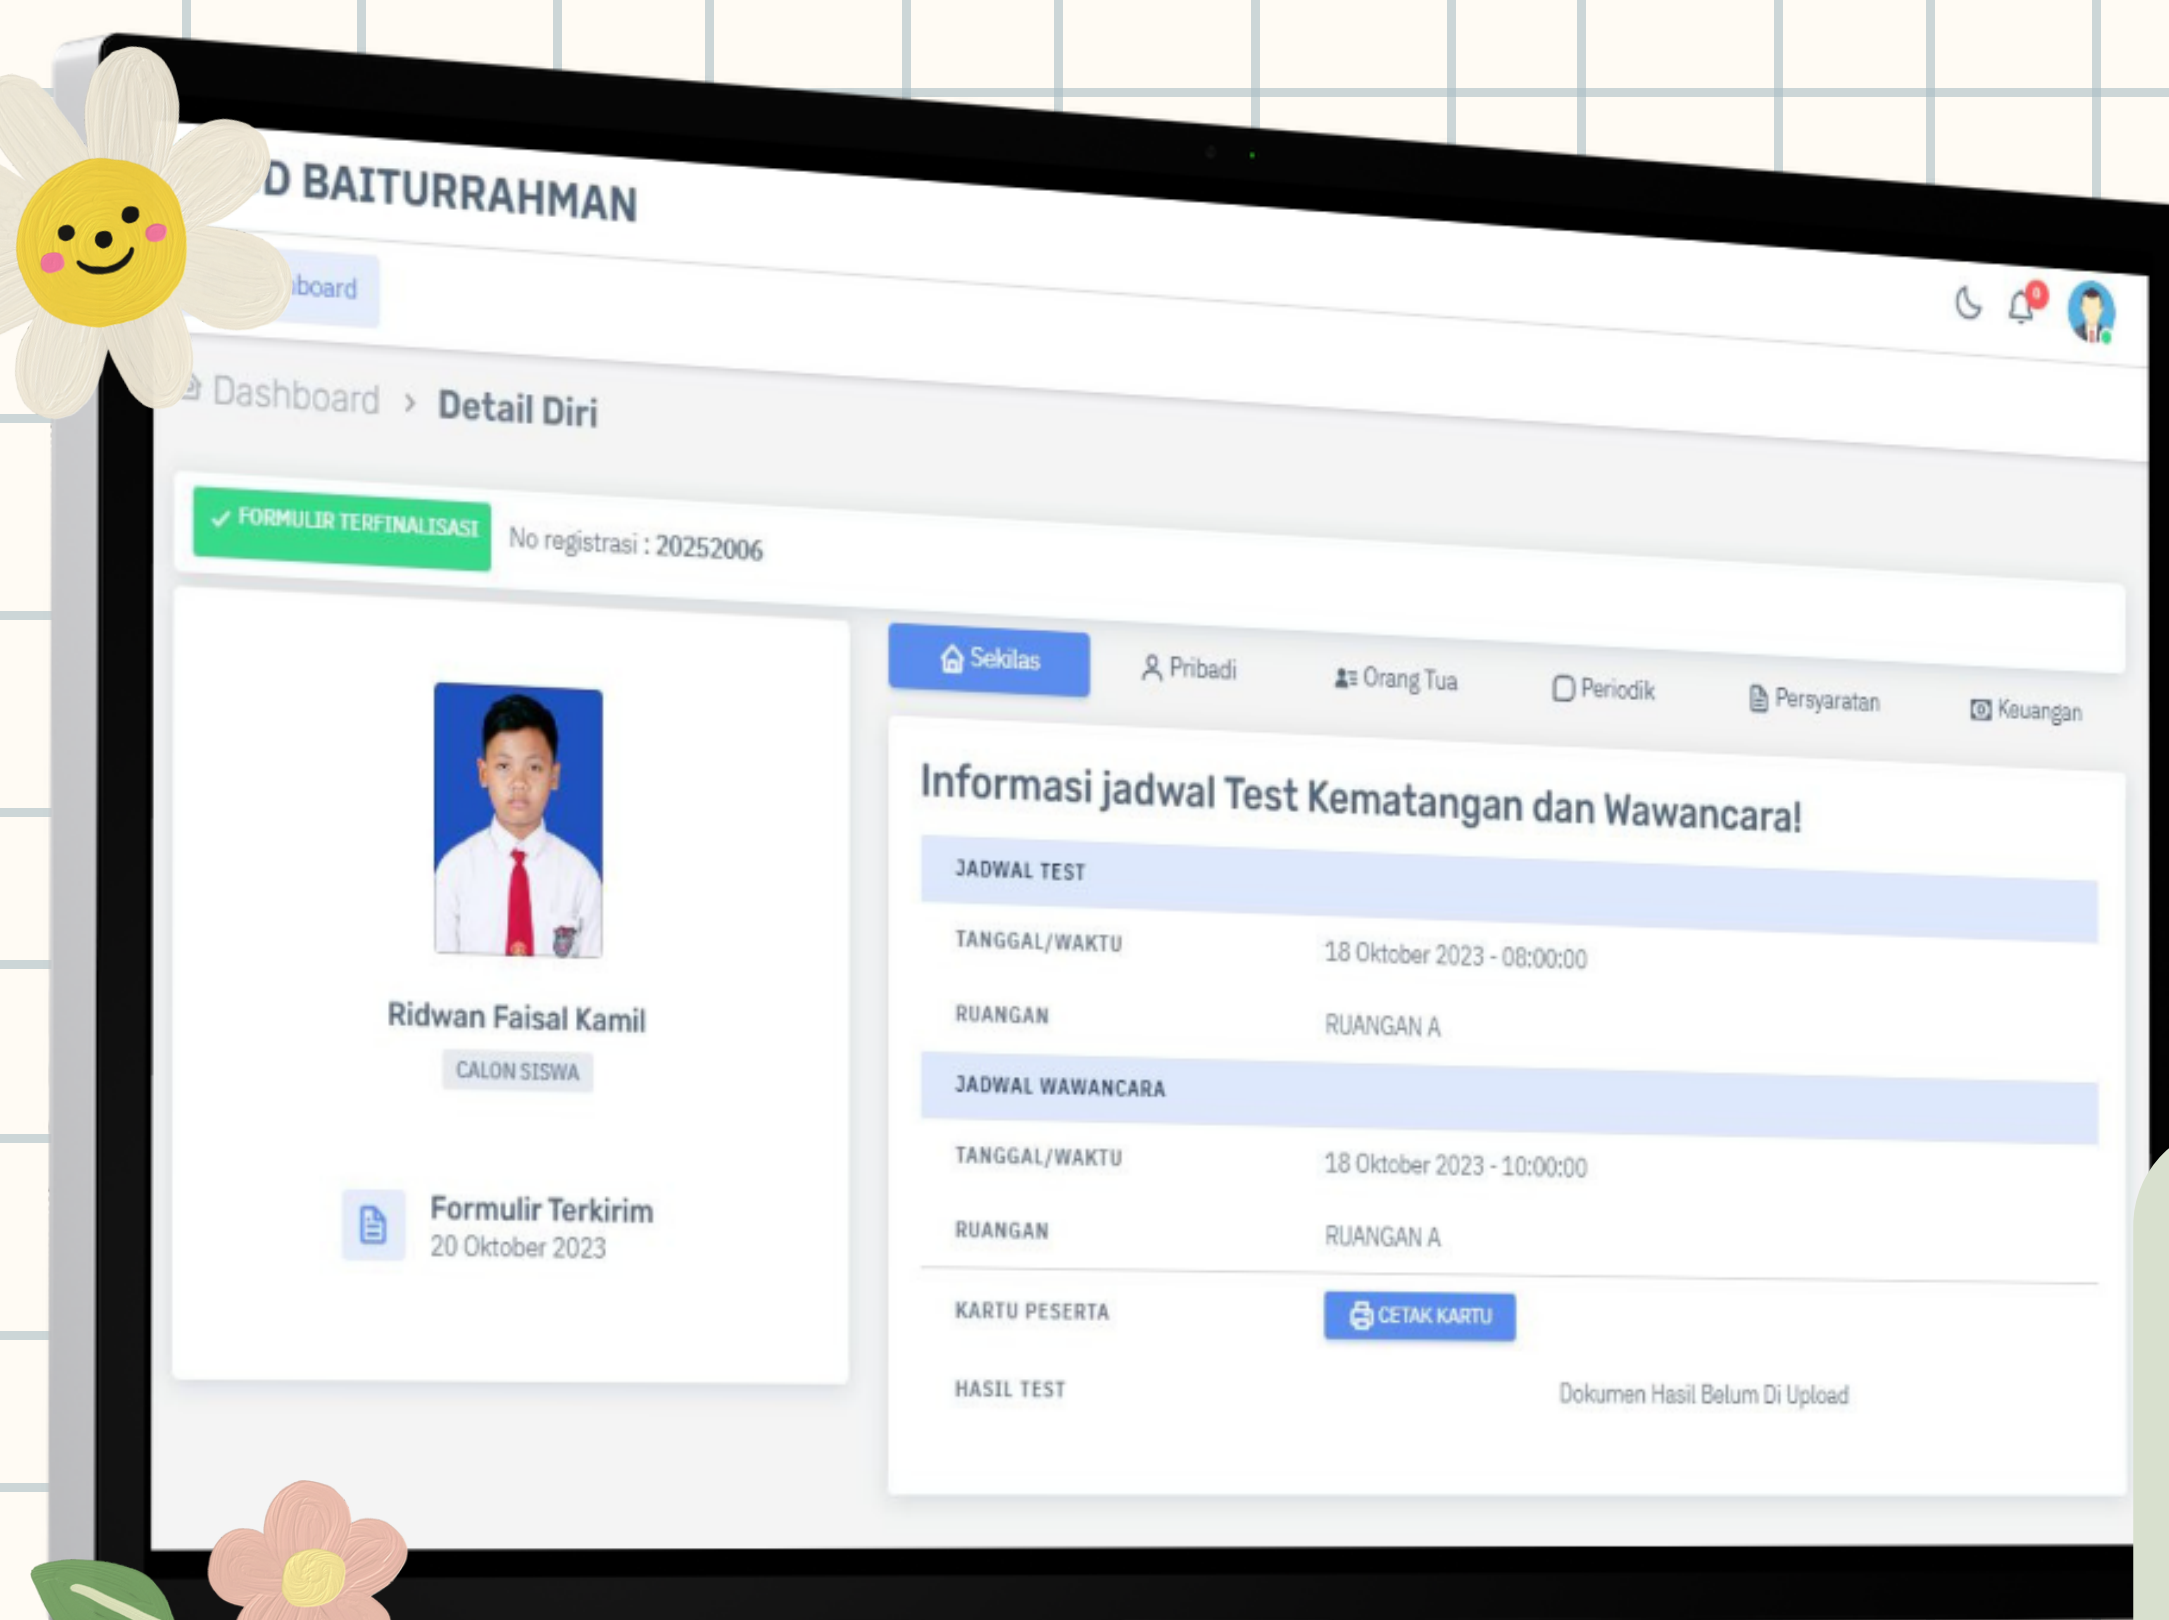 D BAITURRAHMAN
board
0
Dashboard > Detail Diri
FORMULIR TERFINALISASI
No registrasi : 20252006
Sekilas
Pribadi
Orang Tua
Periodik
Persyaratan
Keuangan
Ridwan Faisal Kamil
CALON SISWA
Formulir Terkirim
20 Oktober 2023
Informasi jadwal Test Kematangan dan Wawancara!
JADWAL TEST
TANGGAL/WAKTU 18 Oktober 2023 - 08:00:00
RUANGAN RUANGAN A
JADWAL WAWANCARA
TANGGAL/WAKTU 18 Oktober 2023 - 10:00:00
RUANGAN RUANGAN A
KARTU PESERTA CETAK KARTU
HASIL TEST Dokumen Hasil Belum Di Upload